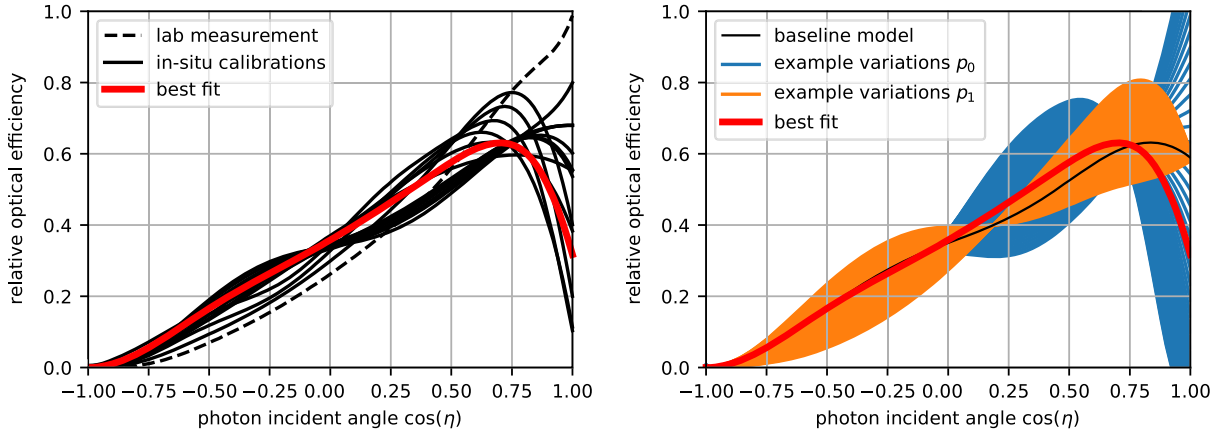 1.0
0.8
0.6
0.4
0.2
0.0
relative optical efficiency
lab measurement
in-situ calibrations
best fit
−1.00 −0.75 −0.50 −0.25 0.00 0.25 0.50 0.75 1.00
photon incident angle cos(η)
1.0
0.8
0.6
0.4
0.2
0.0
relative optical efficiency
baseline model
example variations p₀
example variations p₁
best fit
−1.00 −0.75 −0.50 −0.25 0.00 0.25 0.50 0.75 1.00
photon incident angle cos(η)